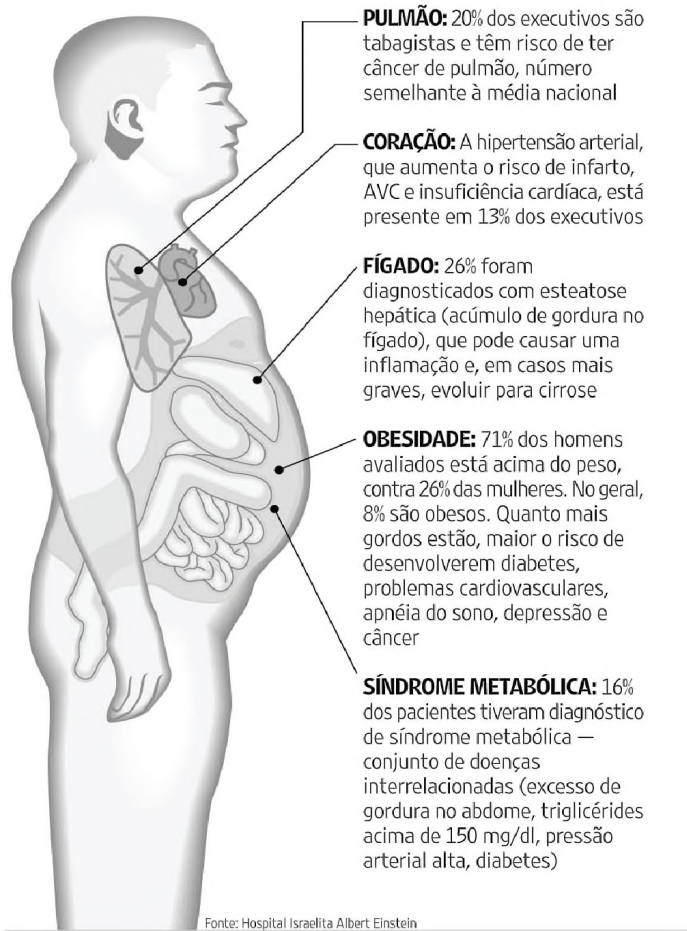 PULMÃO: 20% dos executivos são
tabagistas e têm risco de ter
câncer de pulmão, número
semelhante à média nacional
CORAÇÃO: A hipertensão arterial,
que aumenta o risco de infarto,
AVC e insuficiência cardíaca, está
presente em 13% dos executivos
FÍGADO: 26% foram
diagnosticados com esteatose
hepática (acúmulo de gordura no
fígado), que pode causar uma
inflamação e, em casos mais
graves, evoluir para cirrose
OBESIDADE: 71% dos homens
avaliados está acima do peso,
contra 26% das mulheres. No geral,
8% são obesos. Quanto mais
gordos estão, maior o risco de
desenvolverem diabetes,
problemas cardiovasculares,
apnéia do sono, depressão e
câncer
SÍNDROME METABÓLICA: 16%
dos pacientes tiveram diagnóstico
de síndrome metabólica —
conjunto de doenças
interrelacionadas (excesso de
gordura no abdome, triglicérides
acima de 150 mg/dl, pressão
arterial alta, diabetes)
Fonte: Hospital Israelita Albert Einstein